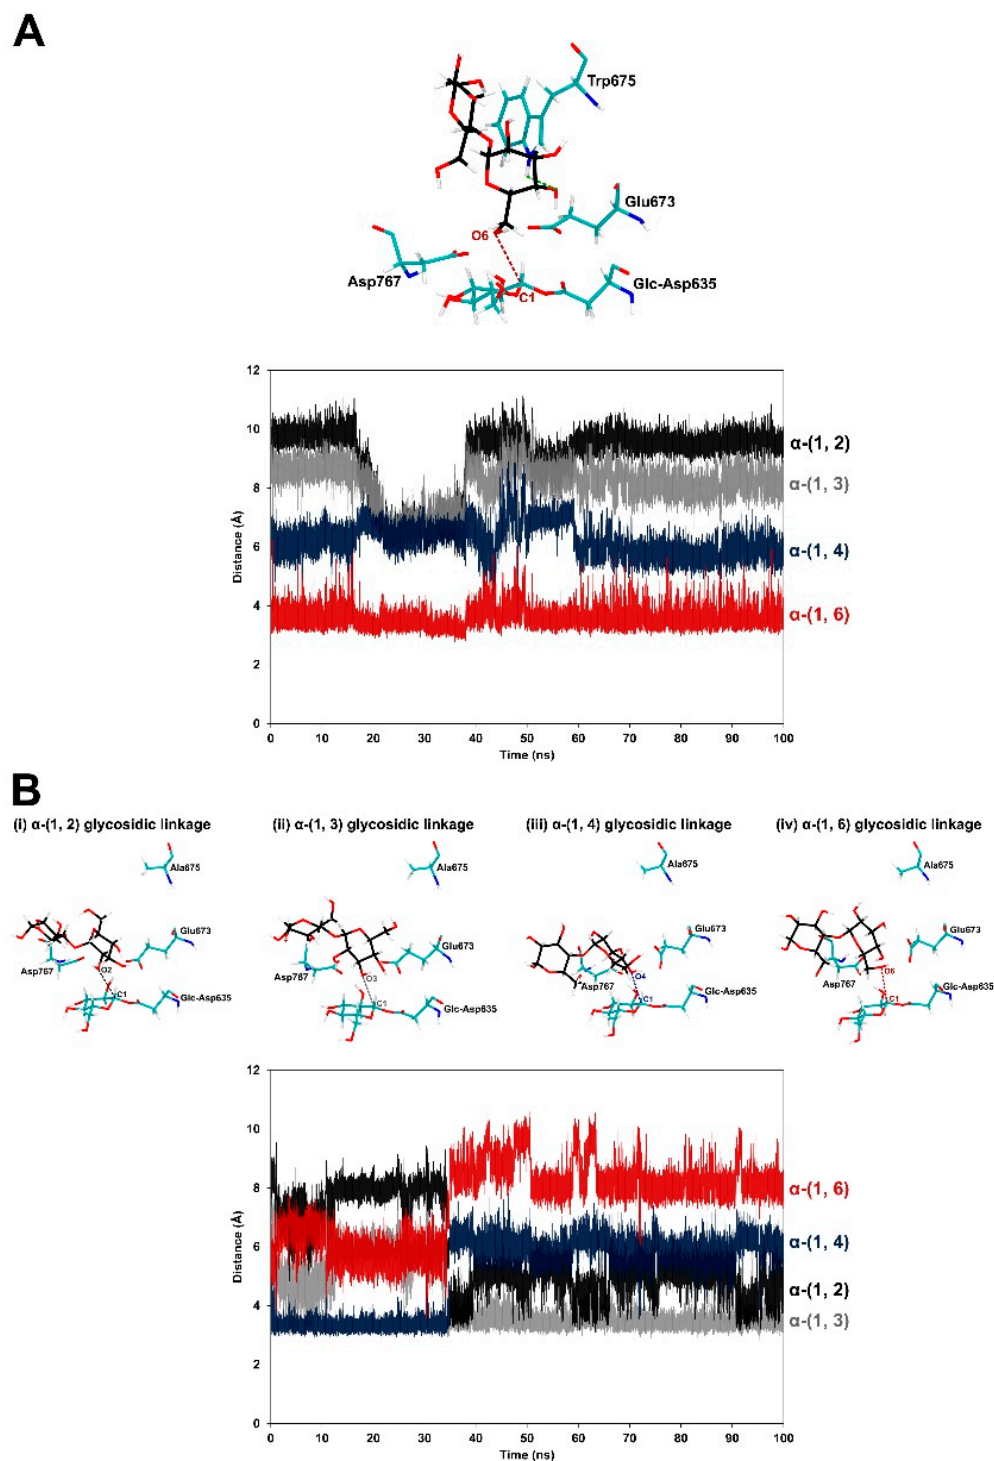 A
Trp675
Glu673
O6
Asp767
Glc-Asp635
C1
12
10
8
6
4
2
0
Distance (Å)
α-(1, 2)
α-(1, 3)
α-(1, 4)
α-(1, 6)
0 10 20 30 40 50 60 70 80 90 100
Time (ns)
B
(i) α-(1, 2) glycosidic linkage
Ala675
Glu673
Asp767
O2
C1
Glc-Asp635
(ii) α-(1, 3) glycosidic linkage
Ala675
Glu673
Asp767
O3
C1
Glc-Asp635
(iii) α-(1, 4) glycosidic linkage
Ala675
Glu673
O4
Asp767
C1
Glc-Asp635
(iv) α-(1, 6) glycosidic linkage
Ala675
Glu673
O6
Asp767
C1
Glc-Asp635
12
10
8
6
4
2
0
Distance (Å)
α-(1, 6)
α-(1, 4)
α-(1, 2)
α-(1, 3)
0 10 20 30 40 50 60 70 80 90 100
Time (ns)